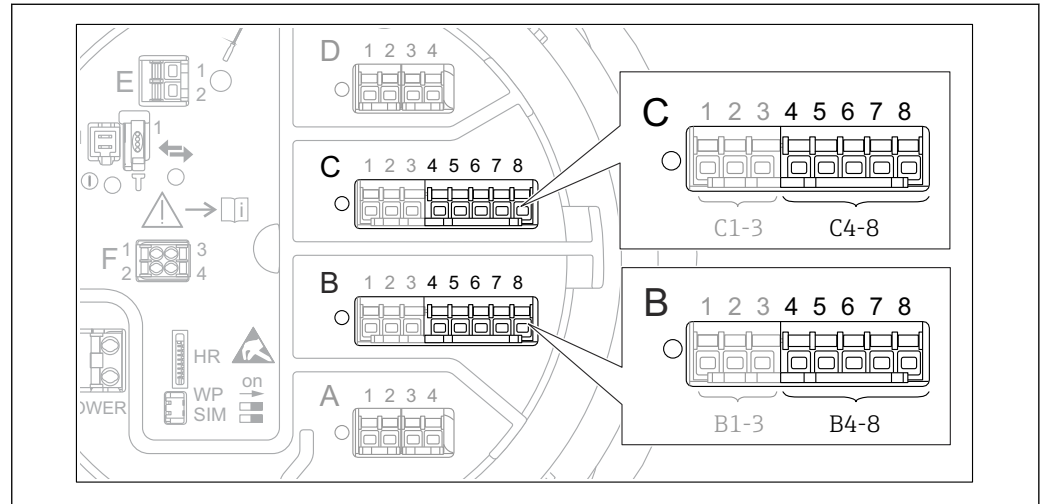 D 1 2 3 4
E 1
2
1
C 1 2 3 4 5 6 7 8
C 1 2 3 4 5 6 7 8
C1-3 C4-8
i
F 1 3
2 4
B 1 2 3 4 5 6 7 8
B 1 2 3 4 5 6 7 8
B1-3 B4-8
HR
on
WP
SIM
A 1 2 3 4